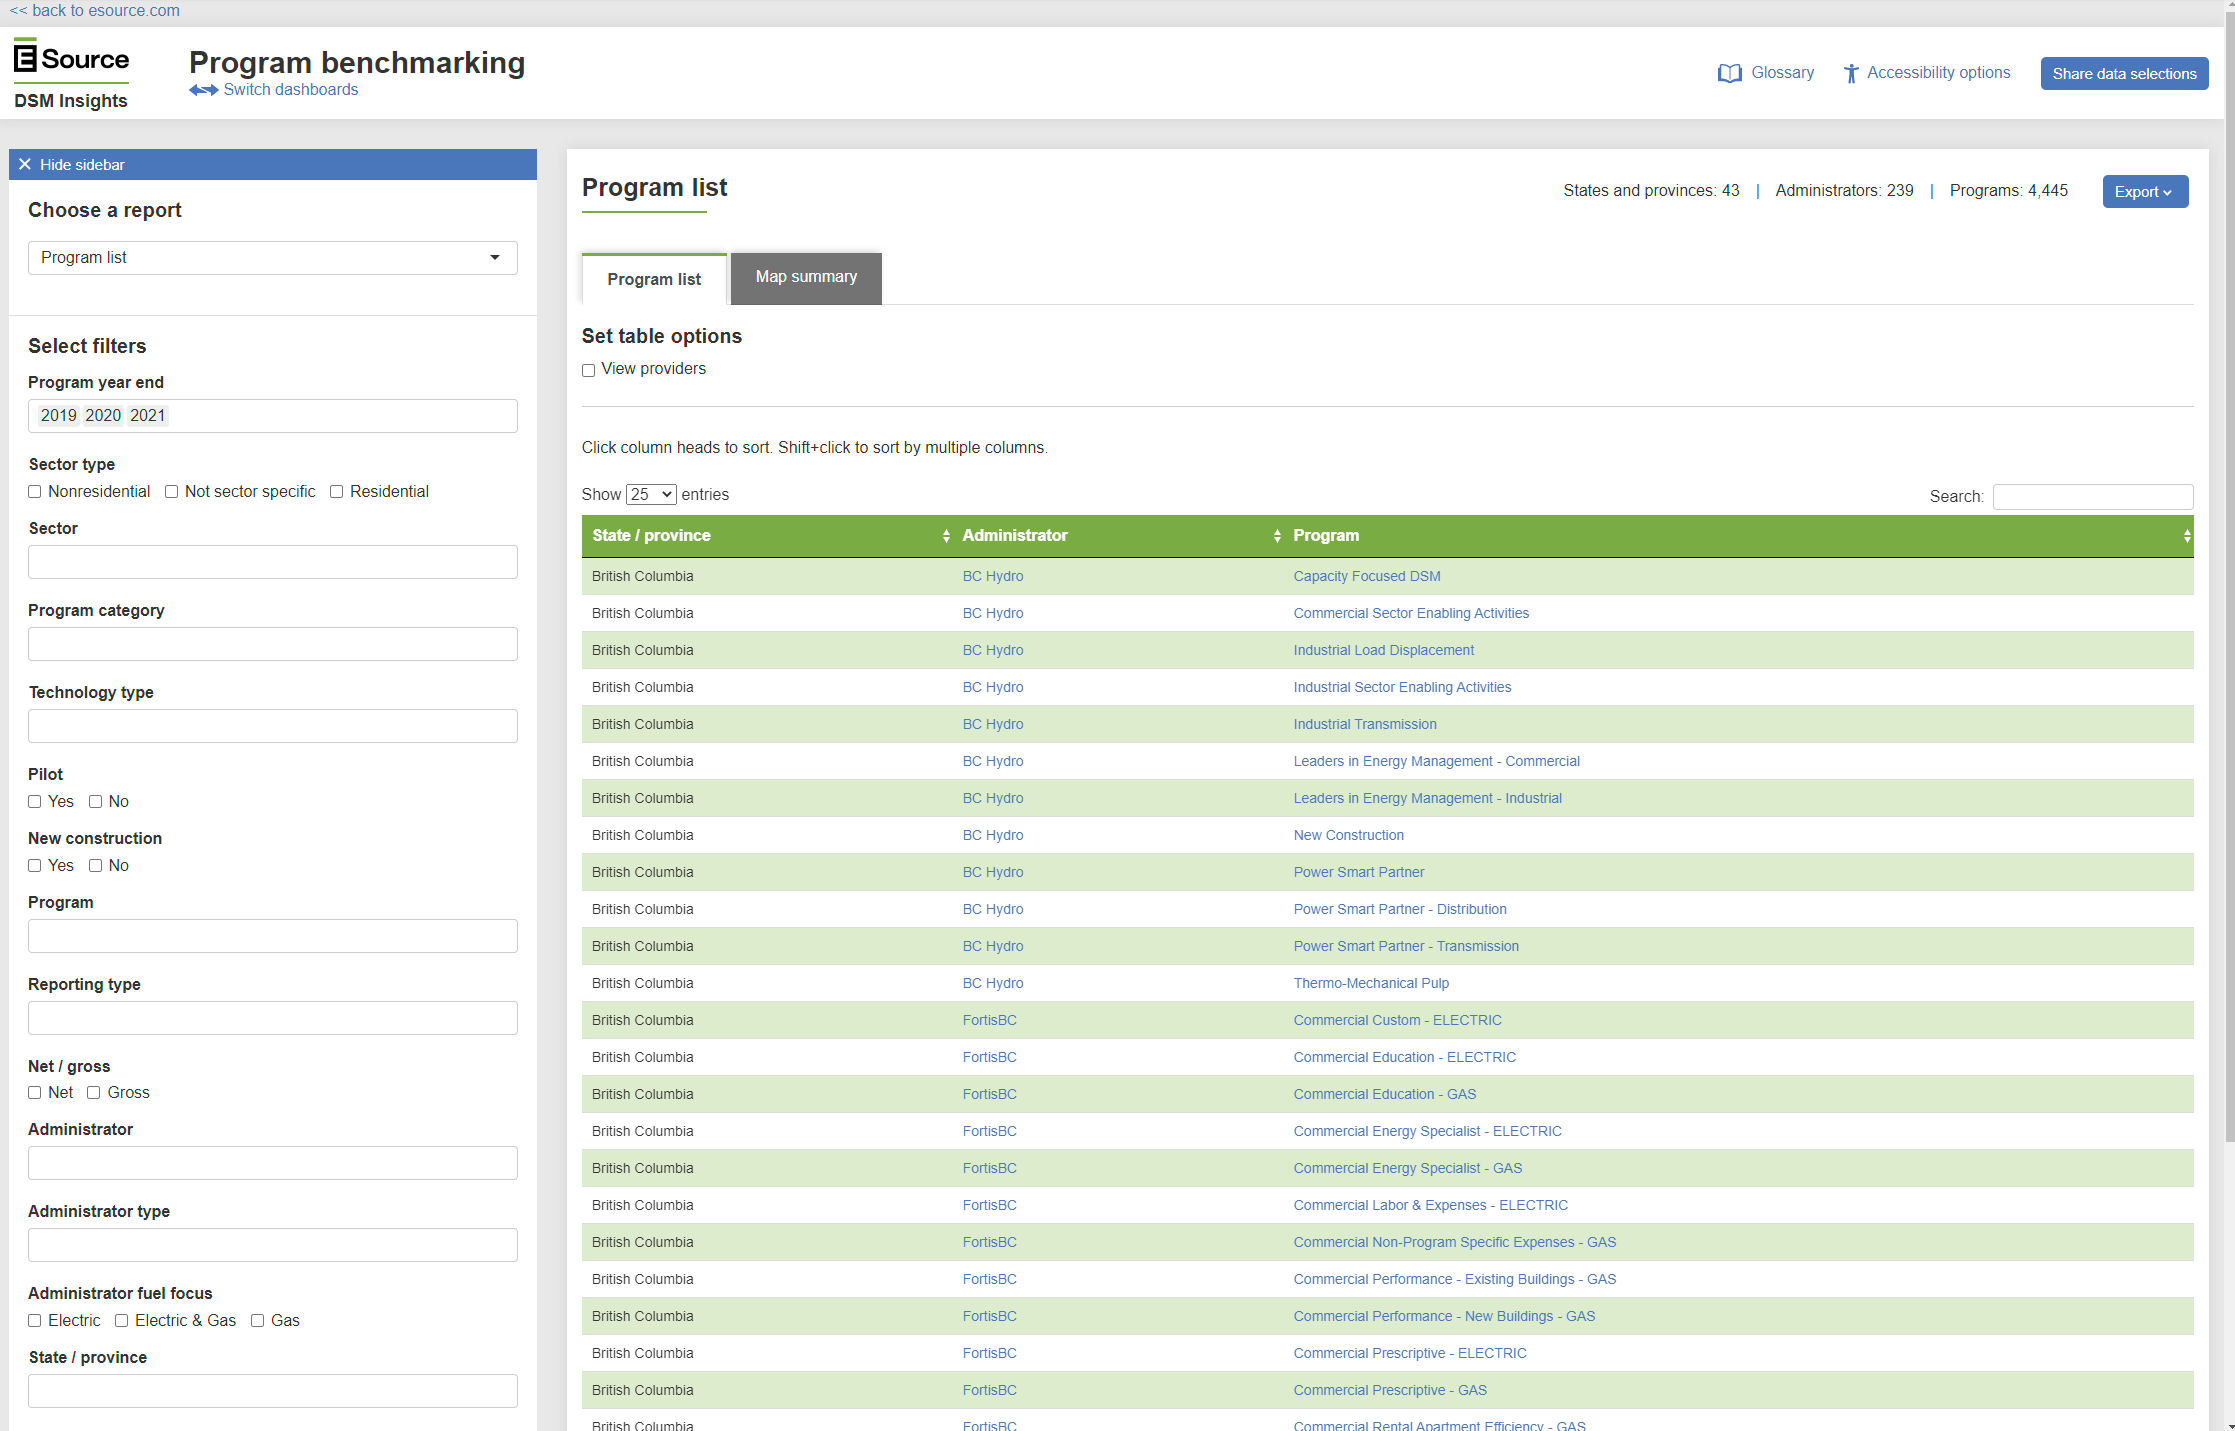 << back to esource.com
E Source
DSM Insights
Program benchmarking
Switch dashboards
Glossary
Accessibility options
Share data selections
Hide sidebar
Choose a report
Program list
Select filters
Program year end
2019 2020 2021
Sector type
Nonresidential Not sector specific Residential
Sector
Program category
Technology type
Pilot
Yes No
New construction
Yes No
Program
Reporting type
Net / gross
Net Gross
Administrator
Administrator type
Administrator fuel focus
Electric Electric & Gas Gas
State / province
Program list
States and provinces: 43 | Administrators: 239 | Programs: 4,445
Export
Program list Map summary
Set table options
View providers
Click column heads to sort. Shift+click to sort by multiple columns.
Show 25 entries Search:
State / province Administrator Program
British Columbia BC Hydro Capacity Focused DSM
British Columbia BC Hydro Commercial Sector Enabling Activities
British Columbia BC Hydro Industrial Load Displacement
British Columbia BC Hydro Industrial Sector Enabling Activities
British Columbia BC Hydro Industrial Transmission
British Columbia BC Hydro Leaders in Energy Management - Commercial
British Columbia BC Hydro Leaders in Energy Management - Industrial
British Columbia BC Hydro New Construction
British Columbia BC Hydro Power Smart Partner
British Columbia BC Hydro Power Smart Partner - Distribution
British Columbia BC Hydro Power Smart Partner - Transmission
British Columbia BC Hydro Thermo-Mechanical Pulp
British Columbia FortisBC Commercial Custom - ELECTRIC
British Columbia FortisBC Commercial Education - ELECTRIC
British Columbia FortisBC Commercial Education - GAS
British Columbia FortisBC Commercial Energy Specialist - ELECTRIC
British Columbia FortisBC Commercial Energy Specialist - GAS
British Columbia FortisBC Commercial Labor & Expenses - ELECTRIC
British Columbia FortisBC Commercial Non-Program Specific Expenses - GAS
British Columbia FortisBC Commercial Performance - Existing Buildings - GAS
British Columbia FortisBC Commercial Performance - New Buildings - GAS
British Columbia FortisBC Commercial Prescriptive - ELECTRIC
British Columbia FortisBC Commercial Prescriptive - GAS
British Columbia FortisBC Commercial Rental Apartment Efficiency - GAS